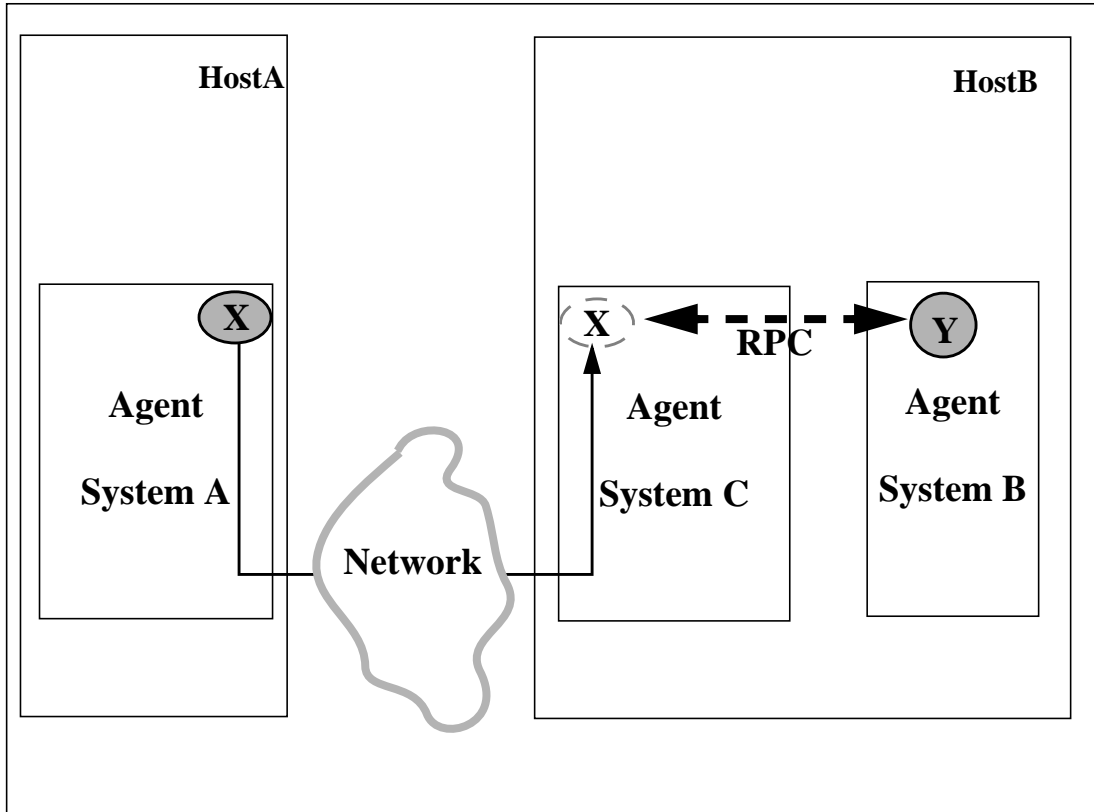 HostA
HostB
X
X
RPC
Y
Agent
System A
Agent
System C
Agent
System B
Network